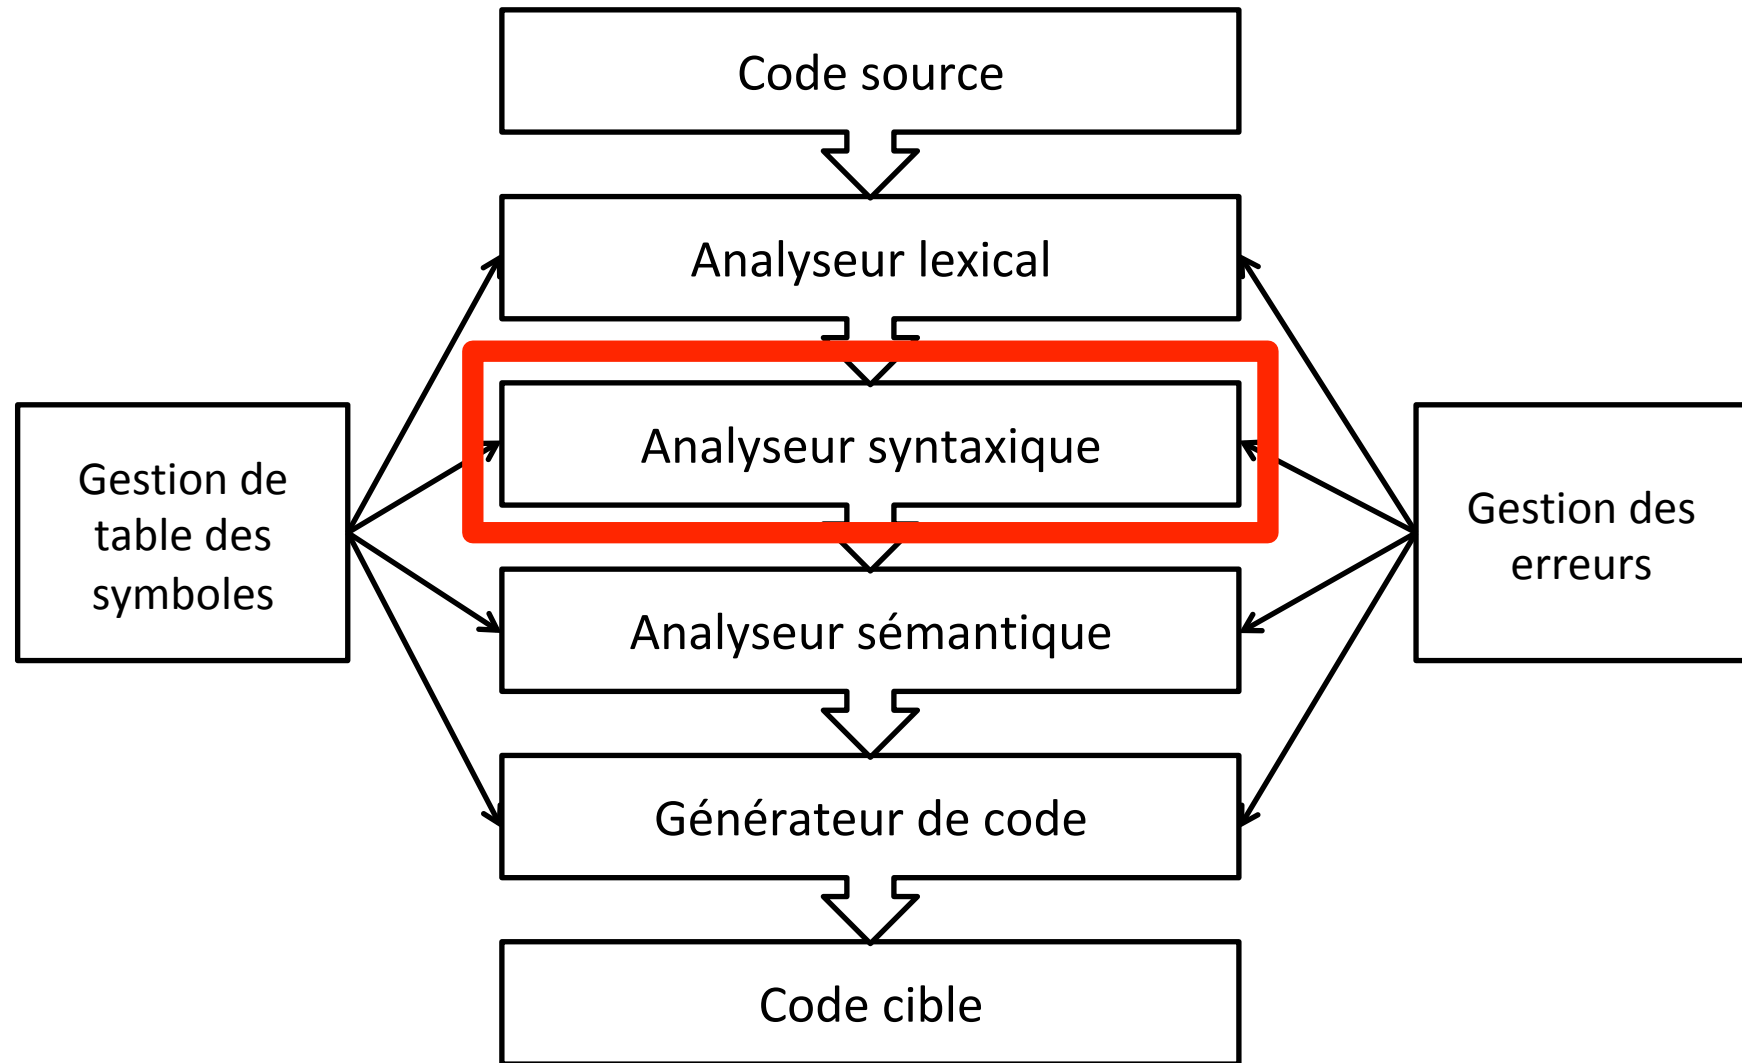 Code source
Analyseur lexical
Analyseur syntaxique
Gestion de
table des
symboles
Gestion des
erreurs
Analyseur sémantique
Générateur de code
Code cible